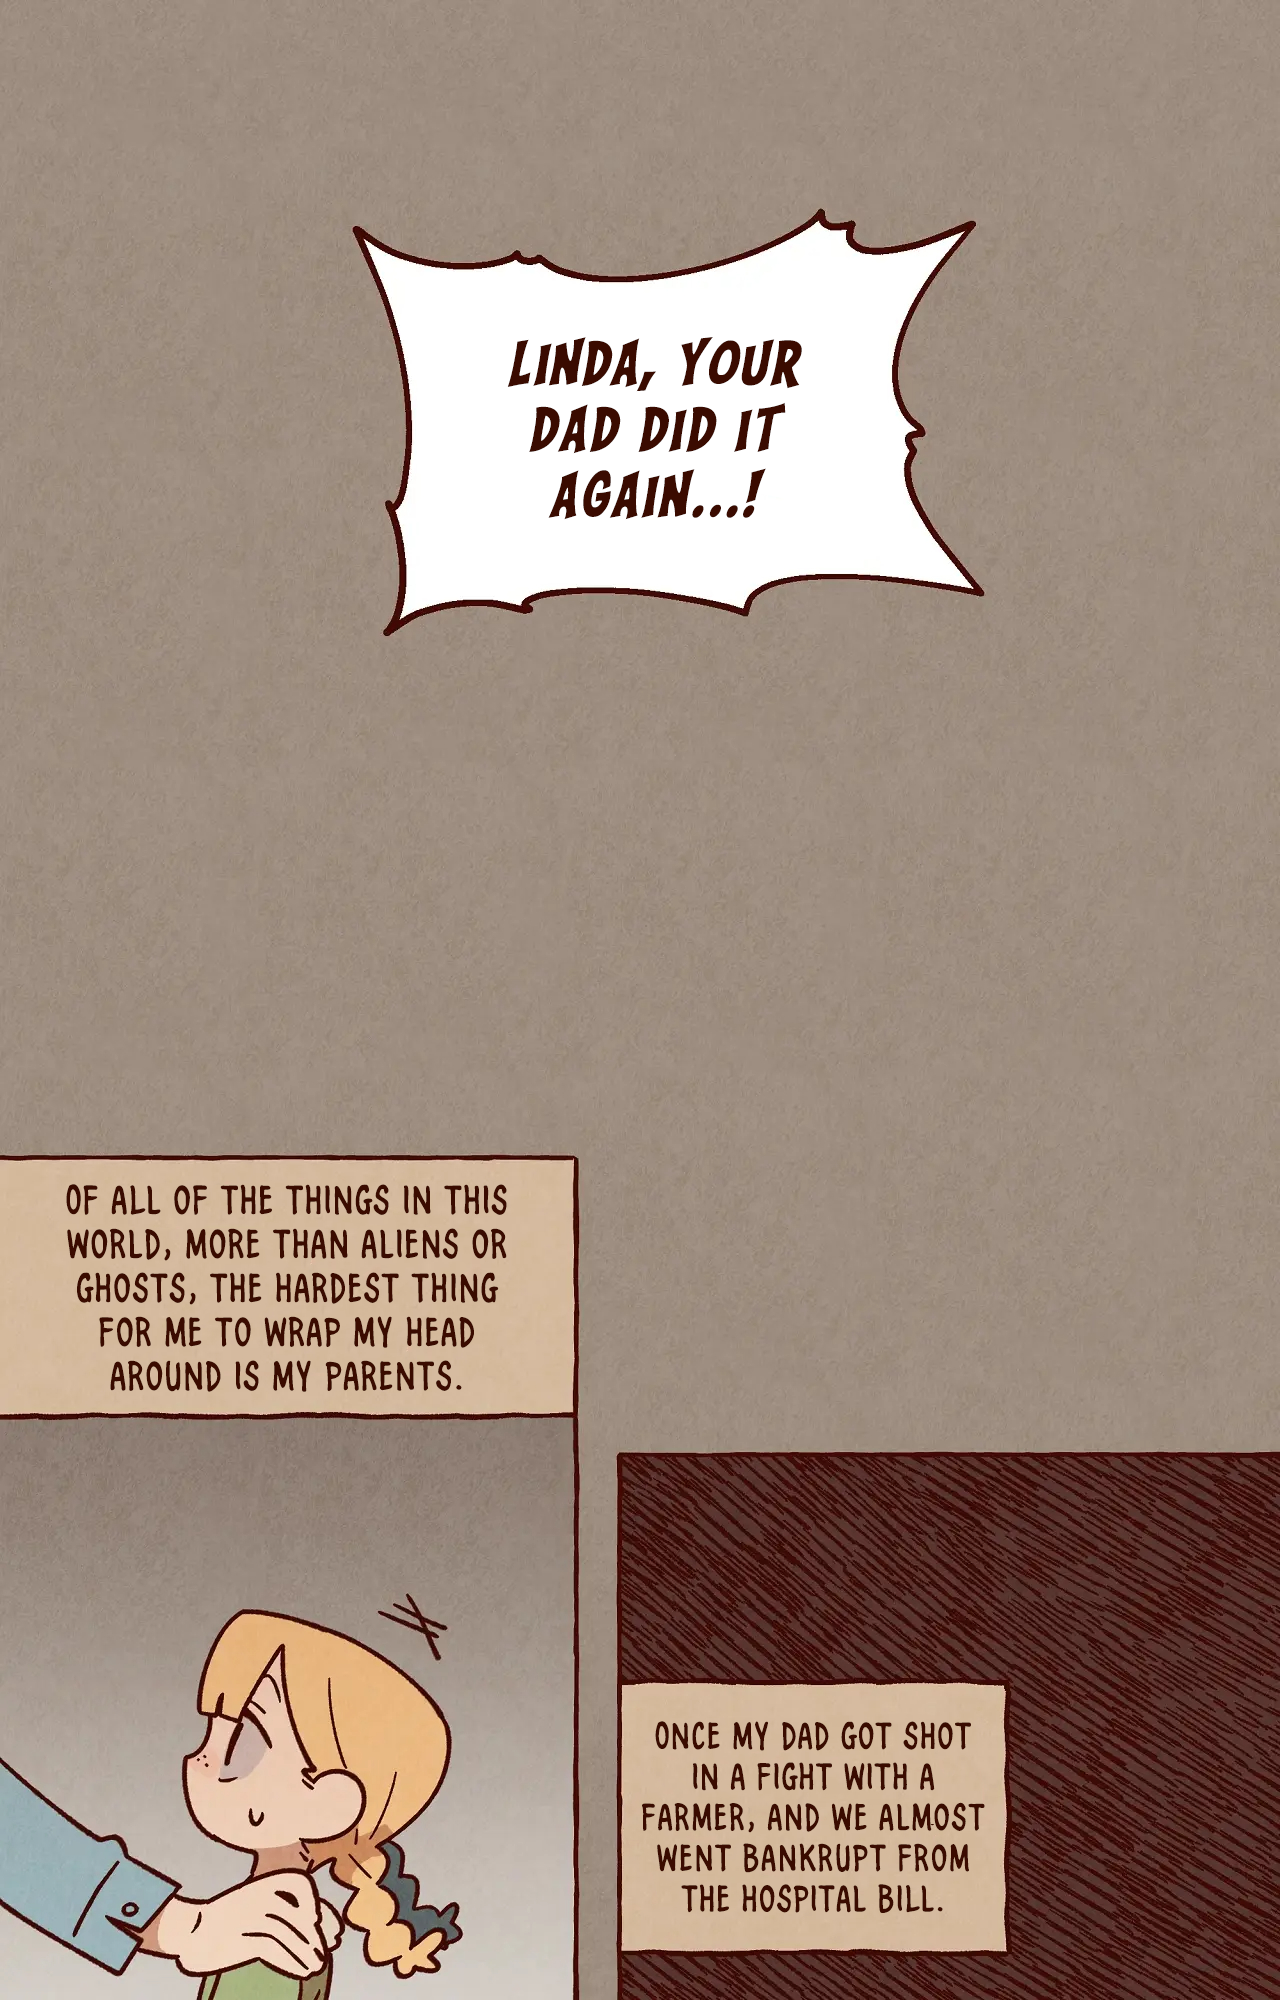 LINDA, YOUR
DAD DID IT
AGAIN...!
OF ALL OF THE THINGS IN THIS
WORLD, MORE THAN ALIENS OR
GHOSTS, THE HARDEST THING
FOR ME TO WRAP MY HEAD
AROUND IS MY PARENTS.
ONCE MY DAD GOT SHOT
IN A FIGHT WITH A
FARMER, AND WE ALMOST
WENT BANKRUPT FROM
THE HOSPITAL BILL.